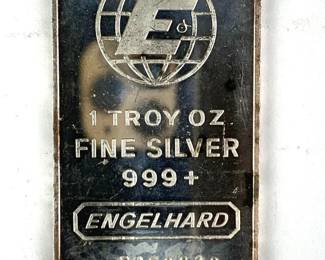 E
1 TROY OZ
FINE SILVER
999+
ENGELHARD